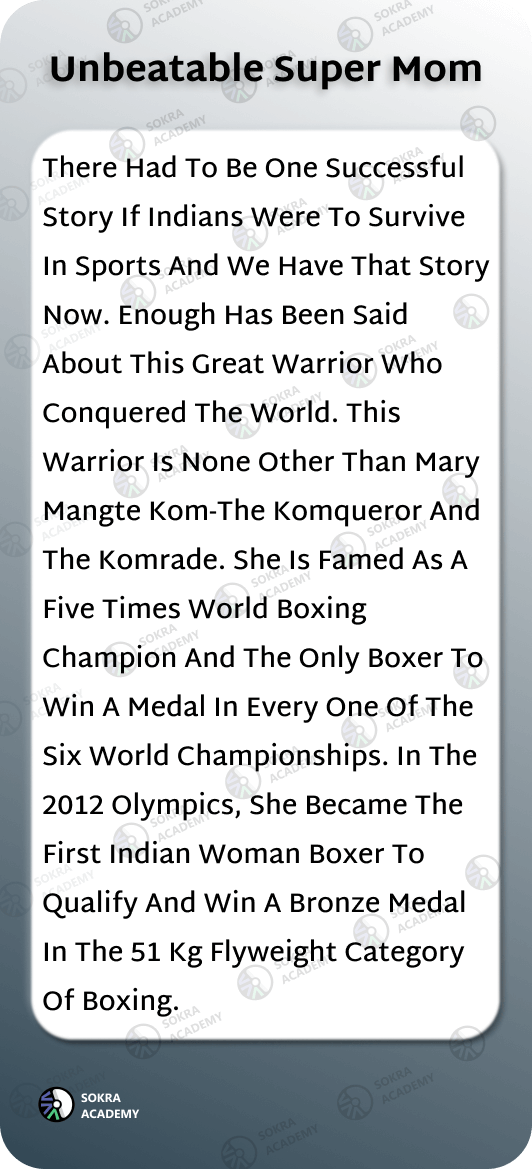 Unbeatable Super Mom
There Had To Be One Successful
Story If Indians Were To Survive
In Sports And We Have That Story
Now. Enough Has Been Said
About This Great Warrior Who
Conquered The World. This
Warrior Is None Other Than Mary
Mangte Kom-The Komqueror And
The Komrade. She Is Famed As A
Five Times World Boxing
Champion And The Only Boxer To
Win A Medal In Every One Of The
Six World Championships. In The
2012 Olympics, She Became The
First Indian Woman Boxer To
Qualify And Win A Bronze Medal
In The 51 Kg Flyweight Category
Of Boxing.
SOKRA
ACADEMY